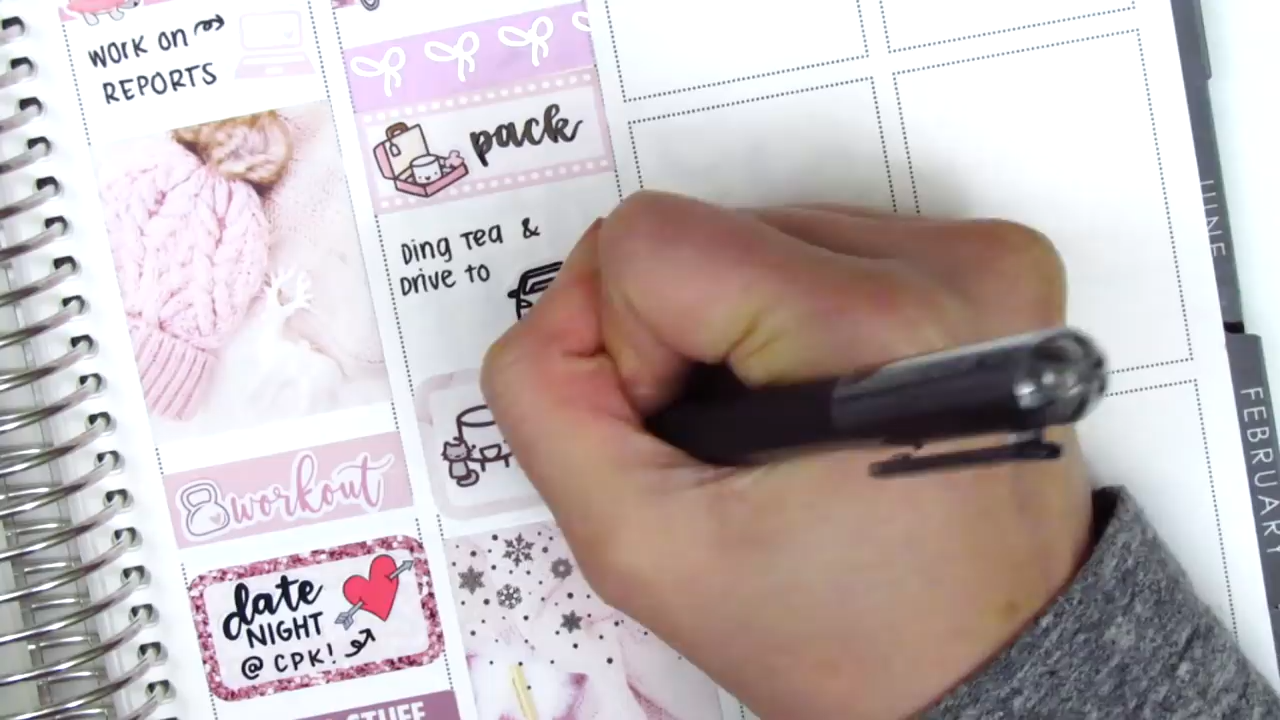 WORK ON
REPORTS
workout
date
NIGHT
@ CPK!
STUFF
pack
Ding Tea &
Drive to
JUNE
FEBRUARY